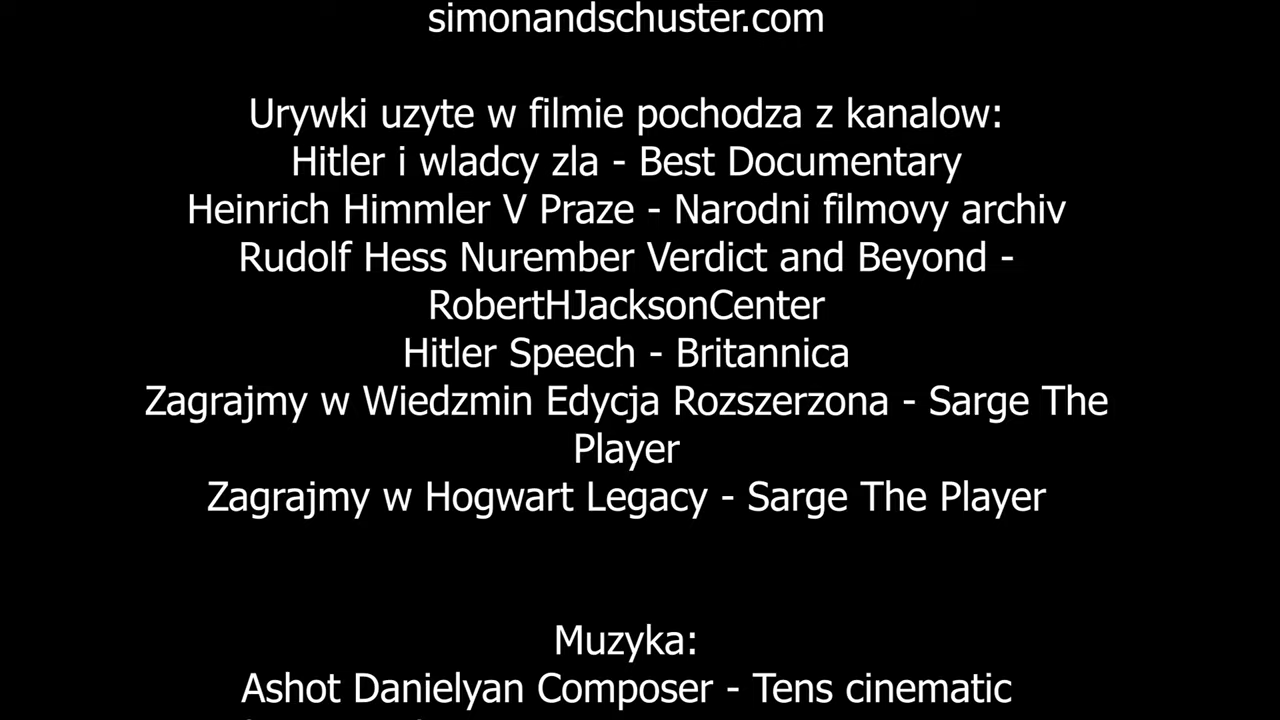 simonandschuster.com
Urywki uzyte w filmie pochodza z kanalow:
Hitler i wladcy zla - Best Documentary
Heinrich Himmler V Praze - Narodni filmovy archiv
Rudolf Hess Nurember Verdict and Beyond -
RobertHJacksonCenter
Hitler Speech - Britannica
Zagrajmy w Wiedzmin Edycja Rozszerzona - Sarge The
Player
Zagrajmy w Hogwart Legacy - Sarge The Player
Muzyka:
Ashot Danielyan Composer - Tens cinematic